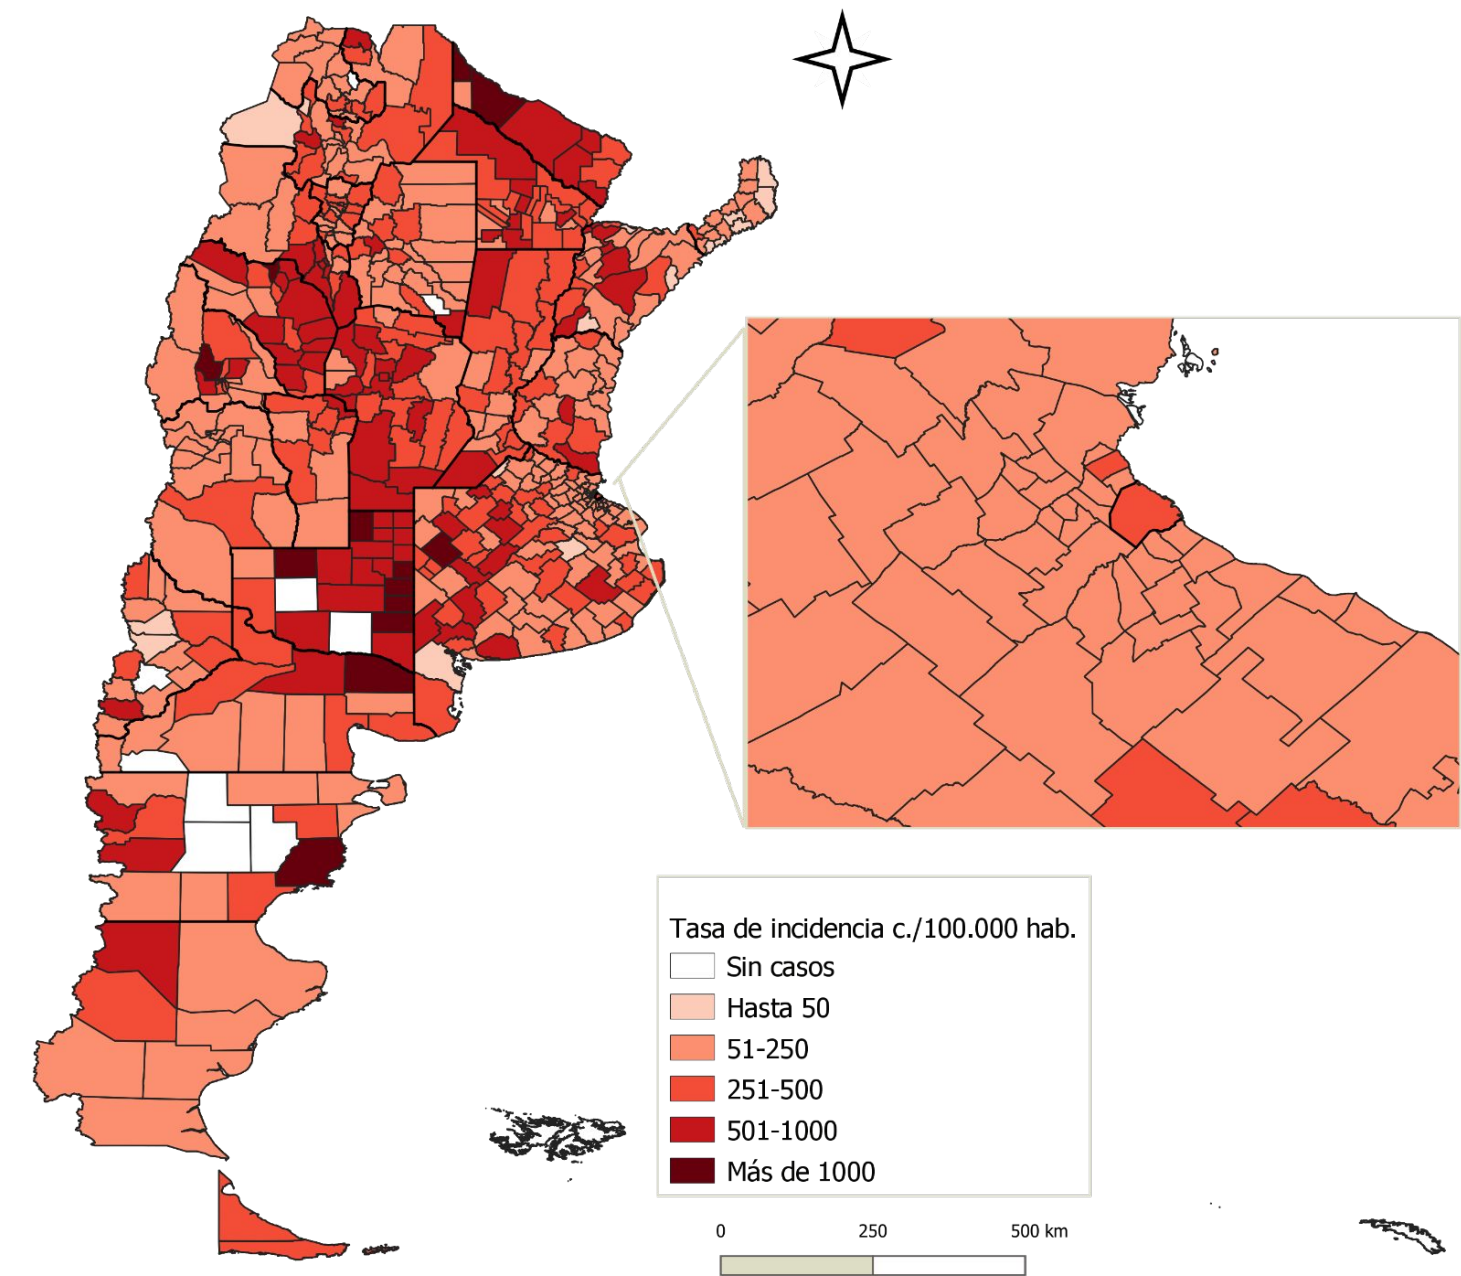 Tasa de incidencia c./100.000 hab.
Sin casos
Hasta 50
51-250
251-500
501-1000
Más de 1000
0 250 500 km